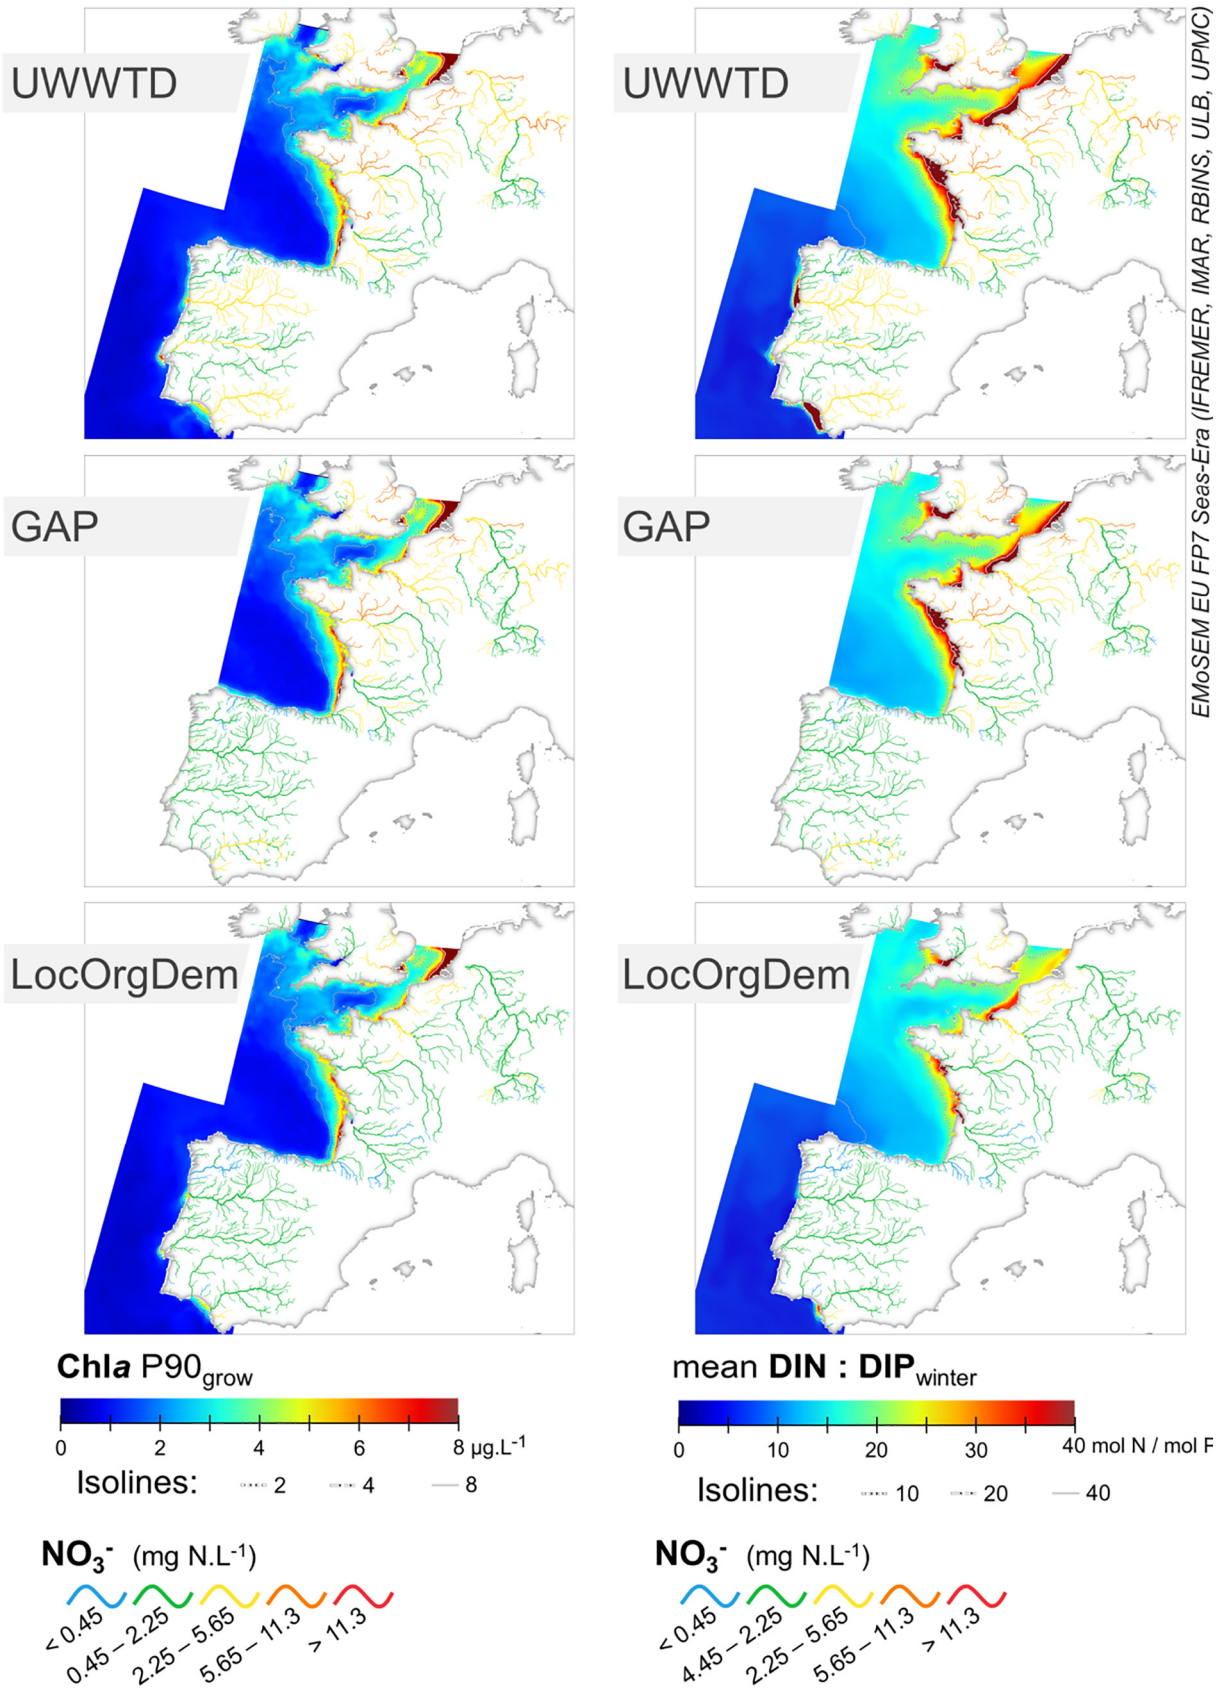 UWWTD
UWWTD
EMoSEM EU FP7 Seas-Era (IFREMER, IMAR, RBINS, ULB, UPMC)
GAP
GAP
LocOrgDem
LocOrgDem
Chla P90grow
0 2 4 6 8 µg.L-1
Isolines: 2 4 8
NO3- (mg N.L-1)
< 0.45
0.45 – 2.25
2.25 – 5.65
5.65 – 11.3
> 11.3
mean DIN : DIPwinter
0 10 20 30 40 mol N / mol P
Isolines: 10 20 40
NO3- (mg N.L-1)
< 0.45
4.45 – 2.25
2.25 – 5.65
5.65 – 11.3
> 11.3